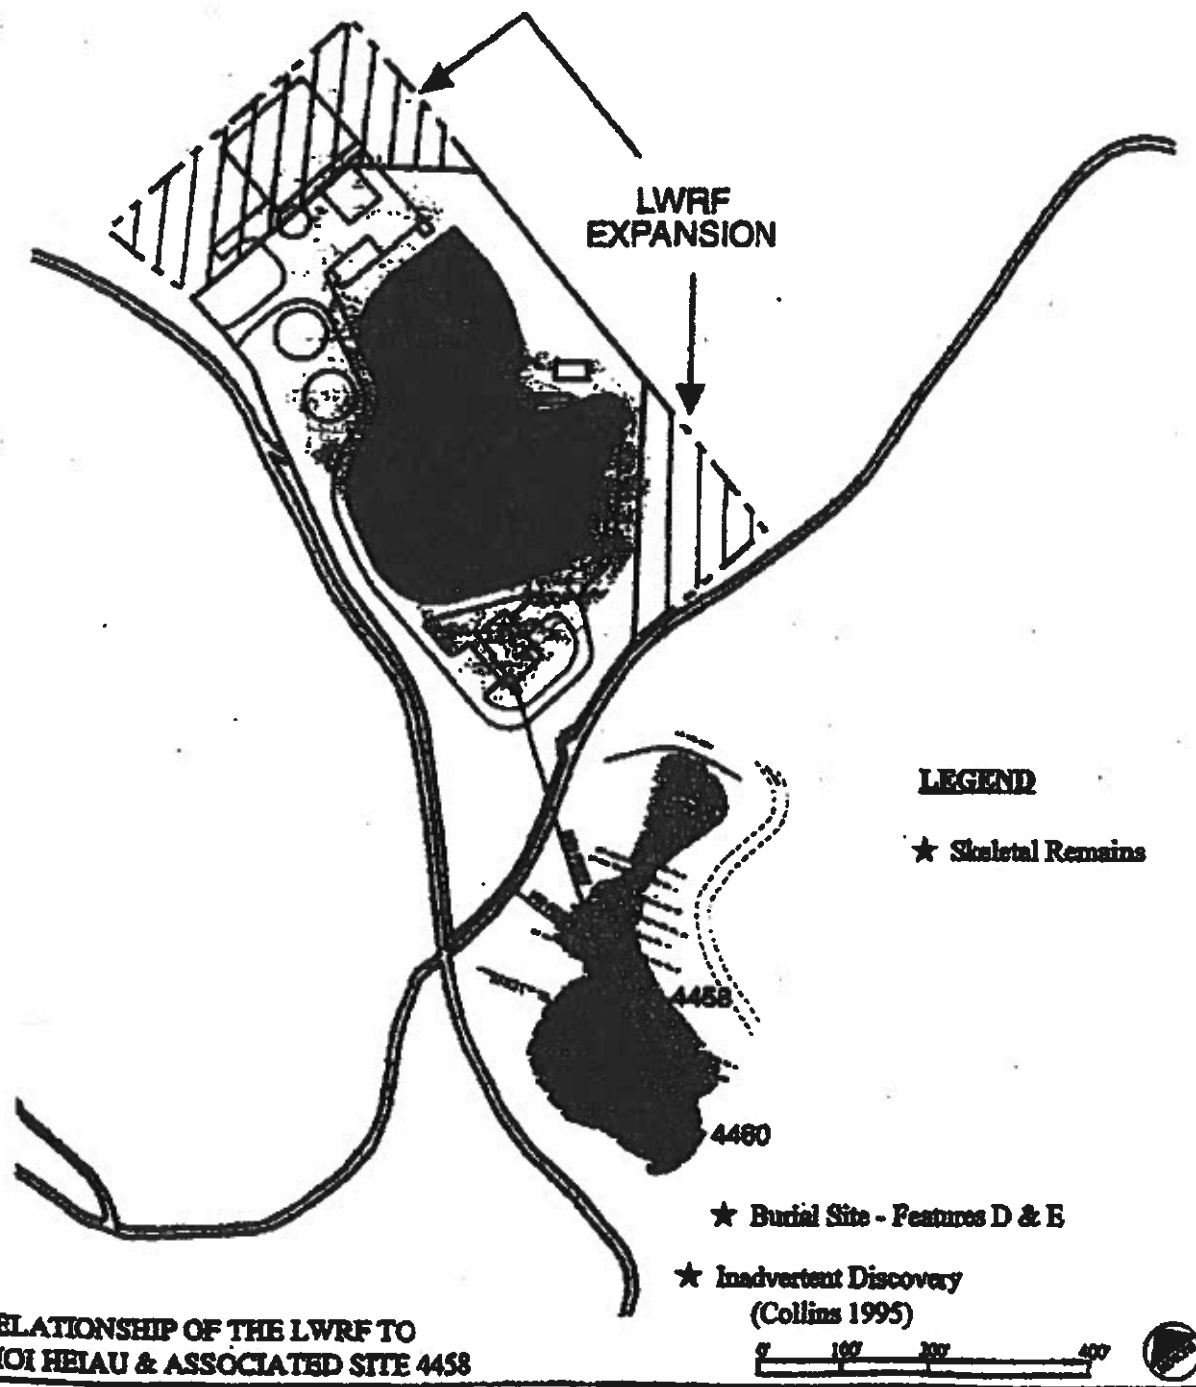 LWRF
EXPANSION
LEGEND
★ Skeletal Remains
4458
4460
★ Burial Site - Features D & E
★ Inadvertent Discovery
(Collins 1995)
ELATIONSHIP OF THE LWRF TO
IOI HEIAU & ASSOCIATED SITE 4458
0' 100' 200' 400'